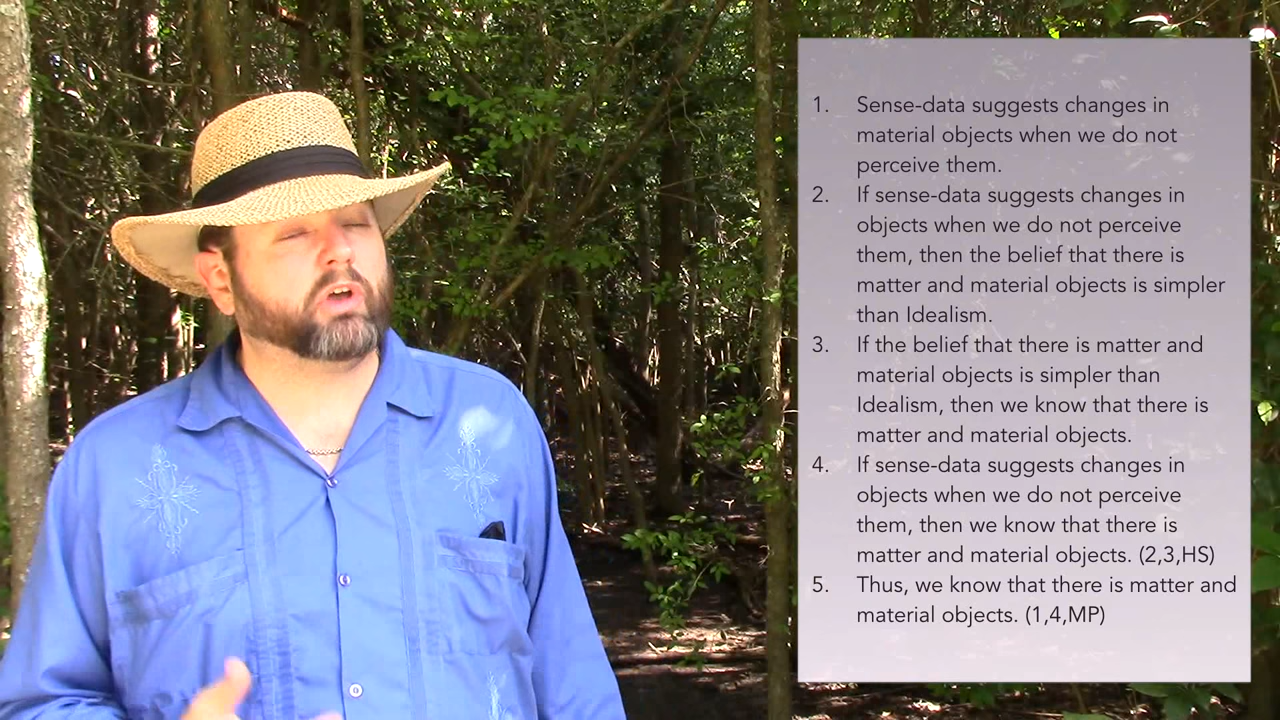 1. Sense-data suggests changes in
material objects when we do not
perceive them.
2. If sense-data suggests changes in
objects when we do not perceive
them, then the belief that there is
matter and material objects is simpler
than Idealism.
3. If the belief that there is matter and
material objects is simpler than
Idealism, then we know that there is
matter and material objects.
4. If sense-data suggests changes in
objects when we do not perceive
them, then we know that there is
matter and material objects. (2,3,HS)
5. Thus, we know that there is matter and
material objects. (1,4,MP)